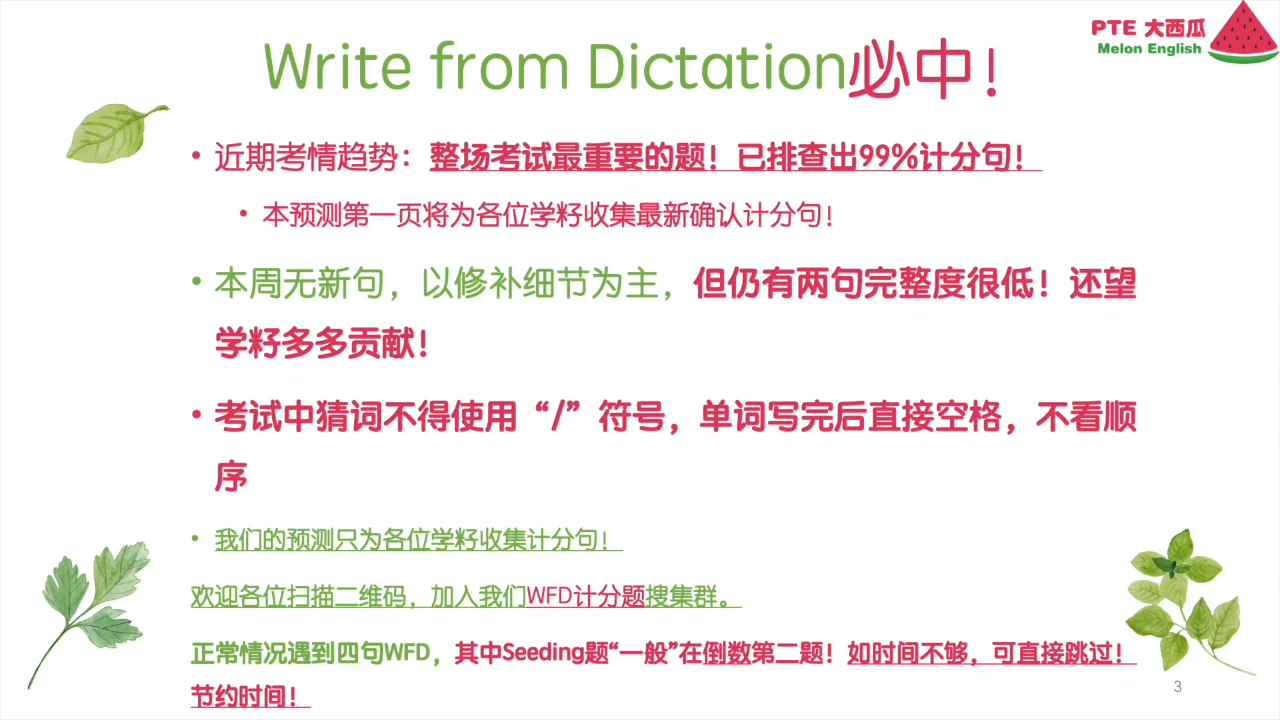 PTE 大西瓜
Melon English
Write from Dictation必中！
• 近期考情趋势：整场考试最重要的题！已排查出99%计分句！
• 本预测第一页将为各位学籽收集最新确认计分句！
• 本周无新句，以修补细节为主，但仍有两句完整度很低！还望
学籽多多贡献！
• 考试中猜词不得使用“/”符号，单词写完后直接空格，不看顺
序
• 我们的预测只为各位学籽收集计分句！
欢迎各位扫描二维码，加入我们WFD计分题搜集群。
正常情况遇到四句WFD，其中Seeding题“一般”在倒数第二题！如时间不够，可直接跳过！
节约时间！
3